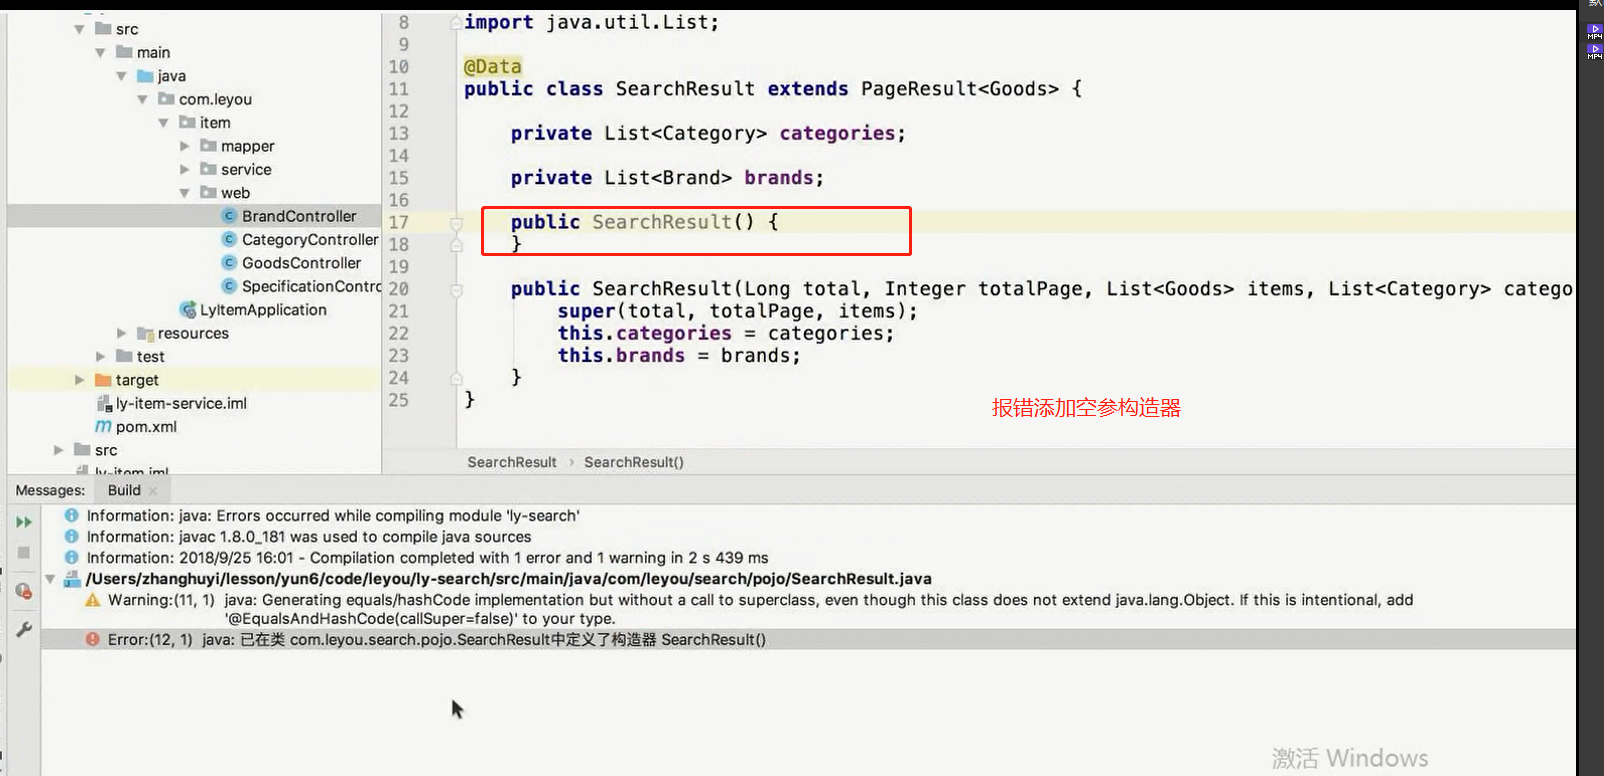 src
main
java
com.leyou
item
mapper
service
web
BrandController
CategoryController
GoodsController
SpecificationContro
LyItemApplication
resources
test
target
ly-item-service.iml
pom.xml
src
ly-item.iml
8 import java.util.List;
9
10 @Data
11 public class SearchResult extends PageResult<Goods> {
12
13 private List<Category> categories;
14
15 private List<Brand> brands;
16
17 public SearchResult() {
18 }
19
20 public SearchResult(Long total, Integer totalPage, List<Goods> items, List<Category> catego
21 super(total, totalPage, items);
22 this.categories = categories;
23 this.brands = brands;
24 }
25 }
报错添加空参构造器
SearchResult › SearchResult()
Messages: Build
Information: java: Errors occurred while compiling module 'ly-search'
Information: javac 1.8.0_181 was used to compile java sources
Information: 2018/9/25 16:01 - Compilation completed with 1 error and 1 warning in 2 s 439 ms
/Users/zhanghuyi/lesson/yun6/code/leyou/ly-search/src/main/java/com/leyou/search/pojo/SearchResult.java
Warning:(11, 1) java: Generating equals/hashCode implementation but without a call to superclass, even though this class does not extend java.lang.Object. If this is intentional, add
'@EqualsAndHashCode(callSuper=false)' to your type.
Error:(12, 1) java: 已在类 com.leyou.search.pojo.SearchResult中定义了构造器 SearchResult()
激活 Windows
MP4
MP4